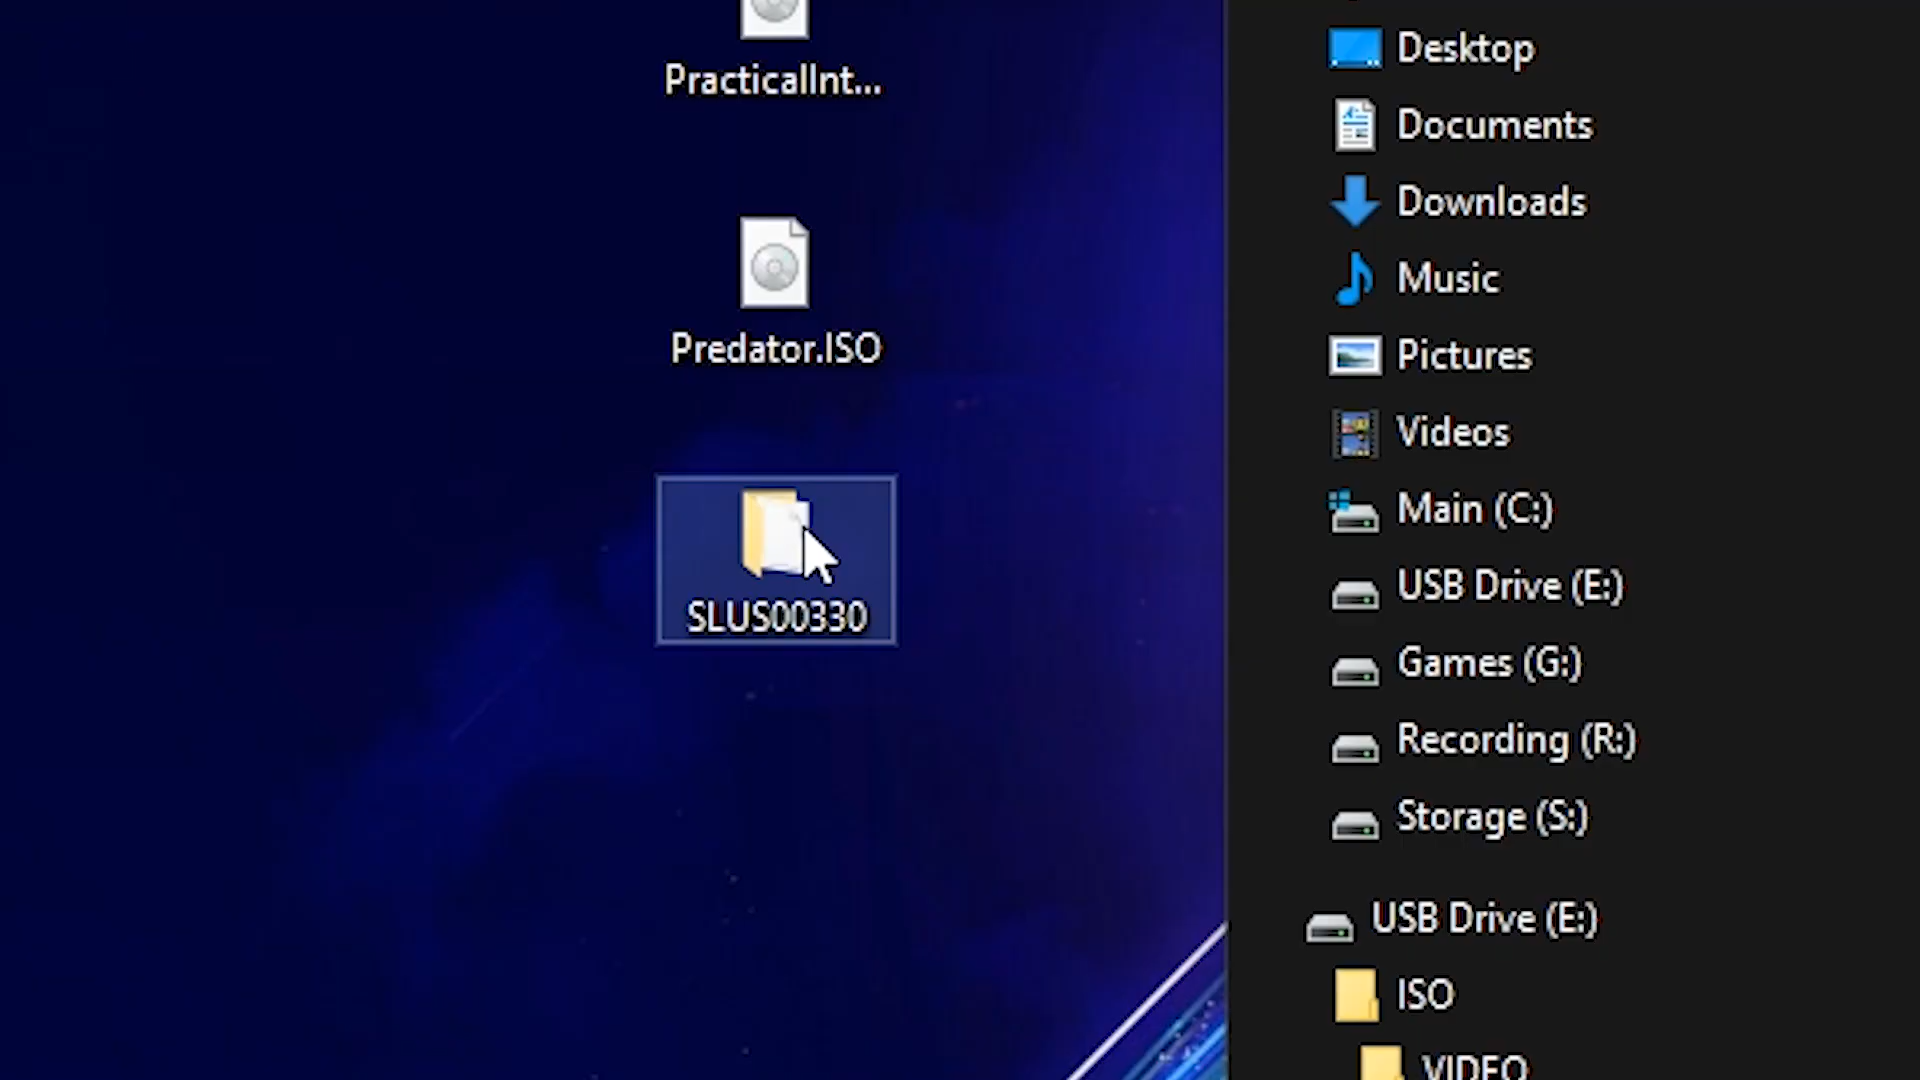 PracticalInt...
Predator.ISO
SLUS00330
Desktop
Documents
Downloads
Music
Pictures
Videos
Main (C:)
USB Drive (E:)
Games (G:)
Recording (R:)
Storage (S:)
USB Drive (E:)
ISO
VIDEO